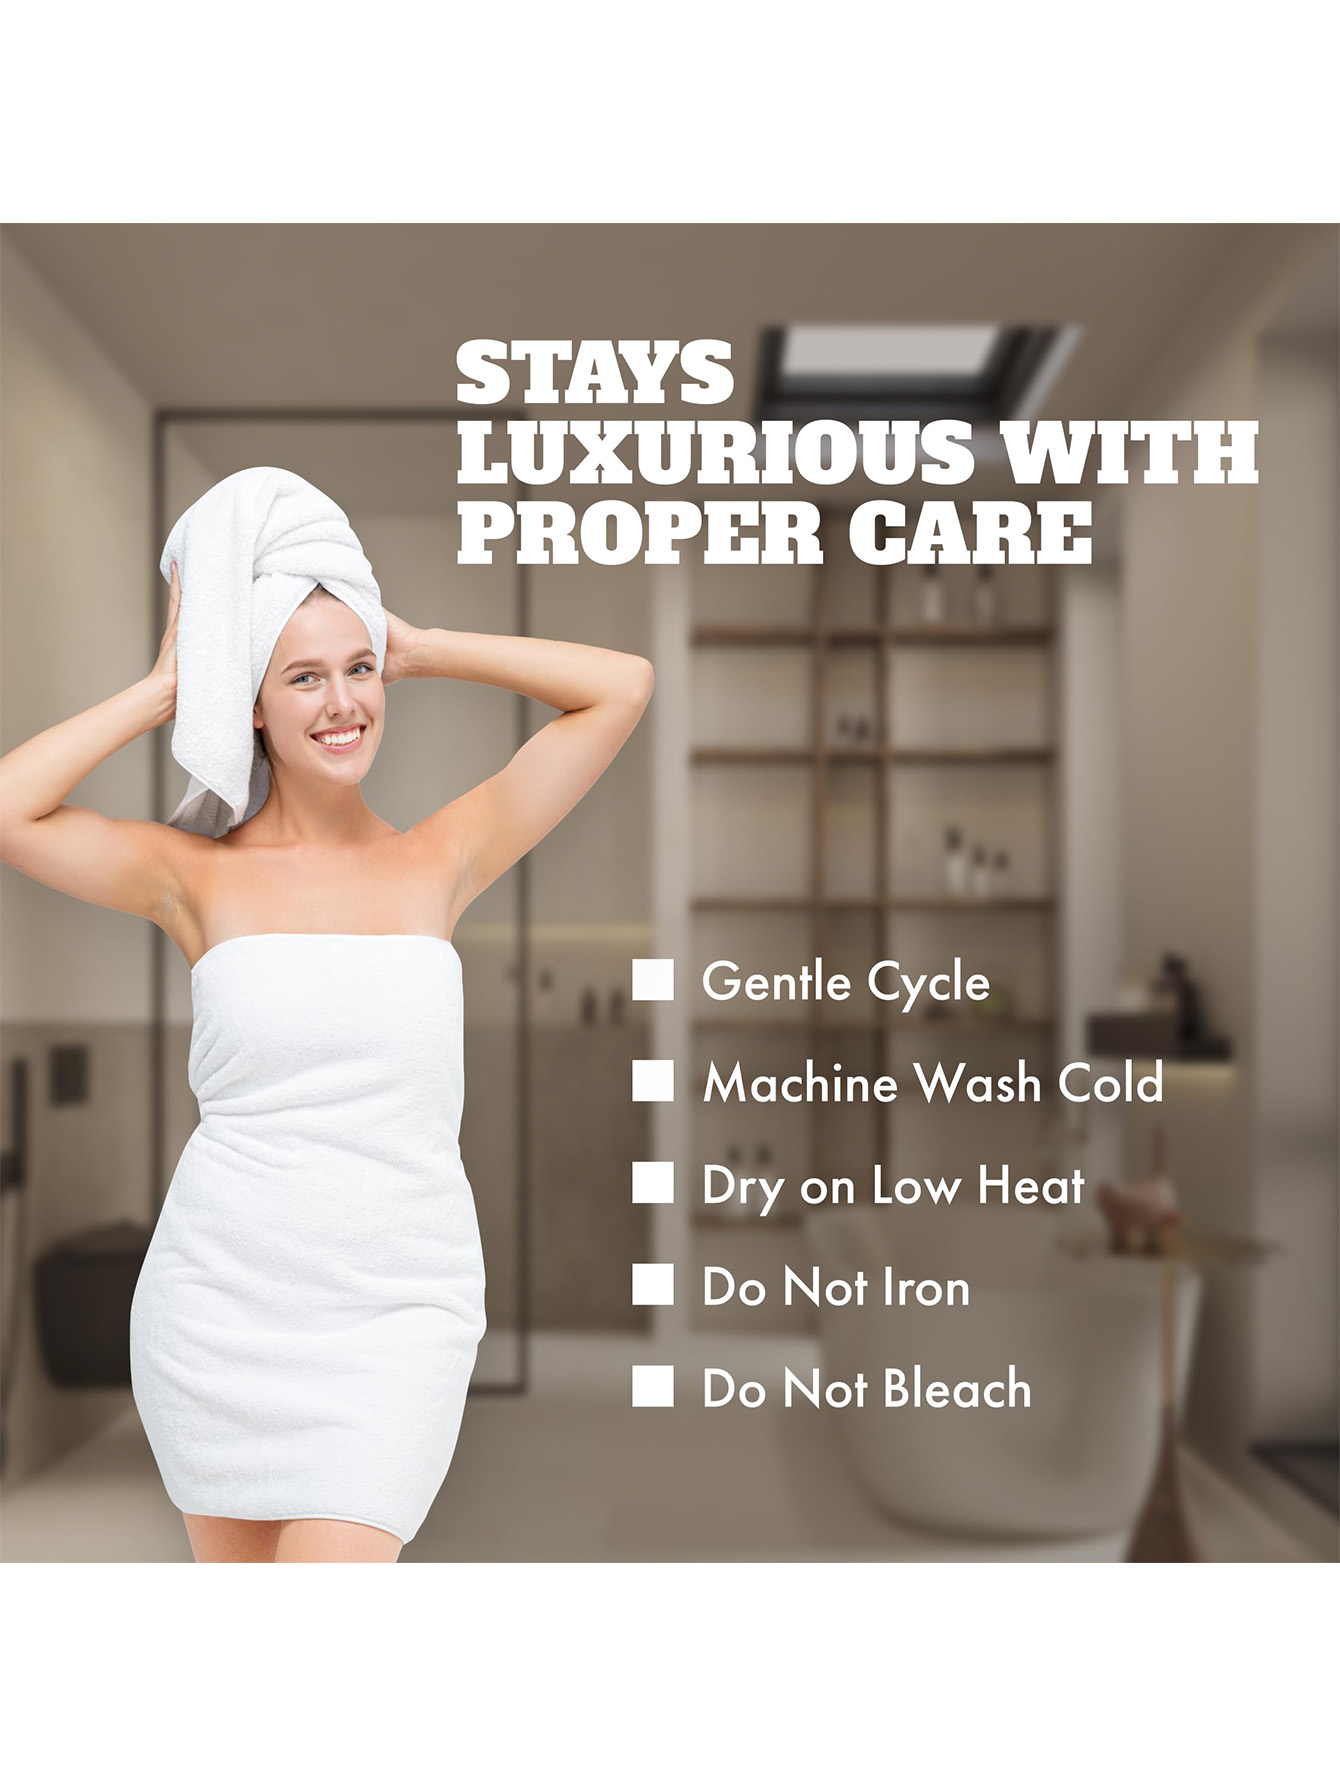 STAYS
LUXURIOUS WITH
PROPER CARE
Gentle Cycle
Machine Wash Cold
Dry on Low Heat
Do Not Iron
Do Not Bleach